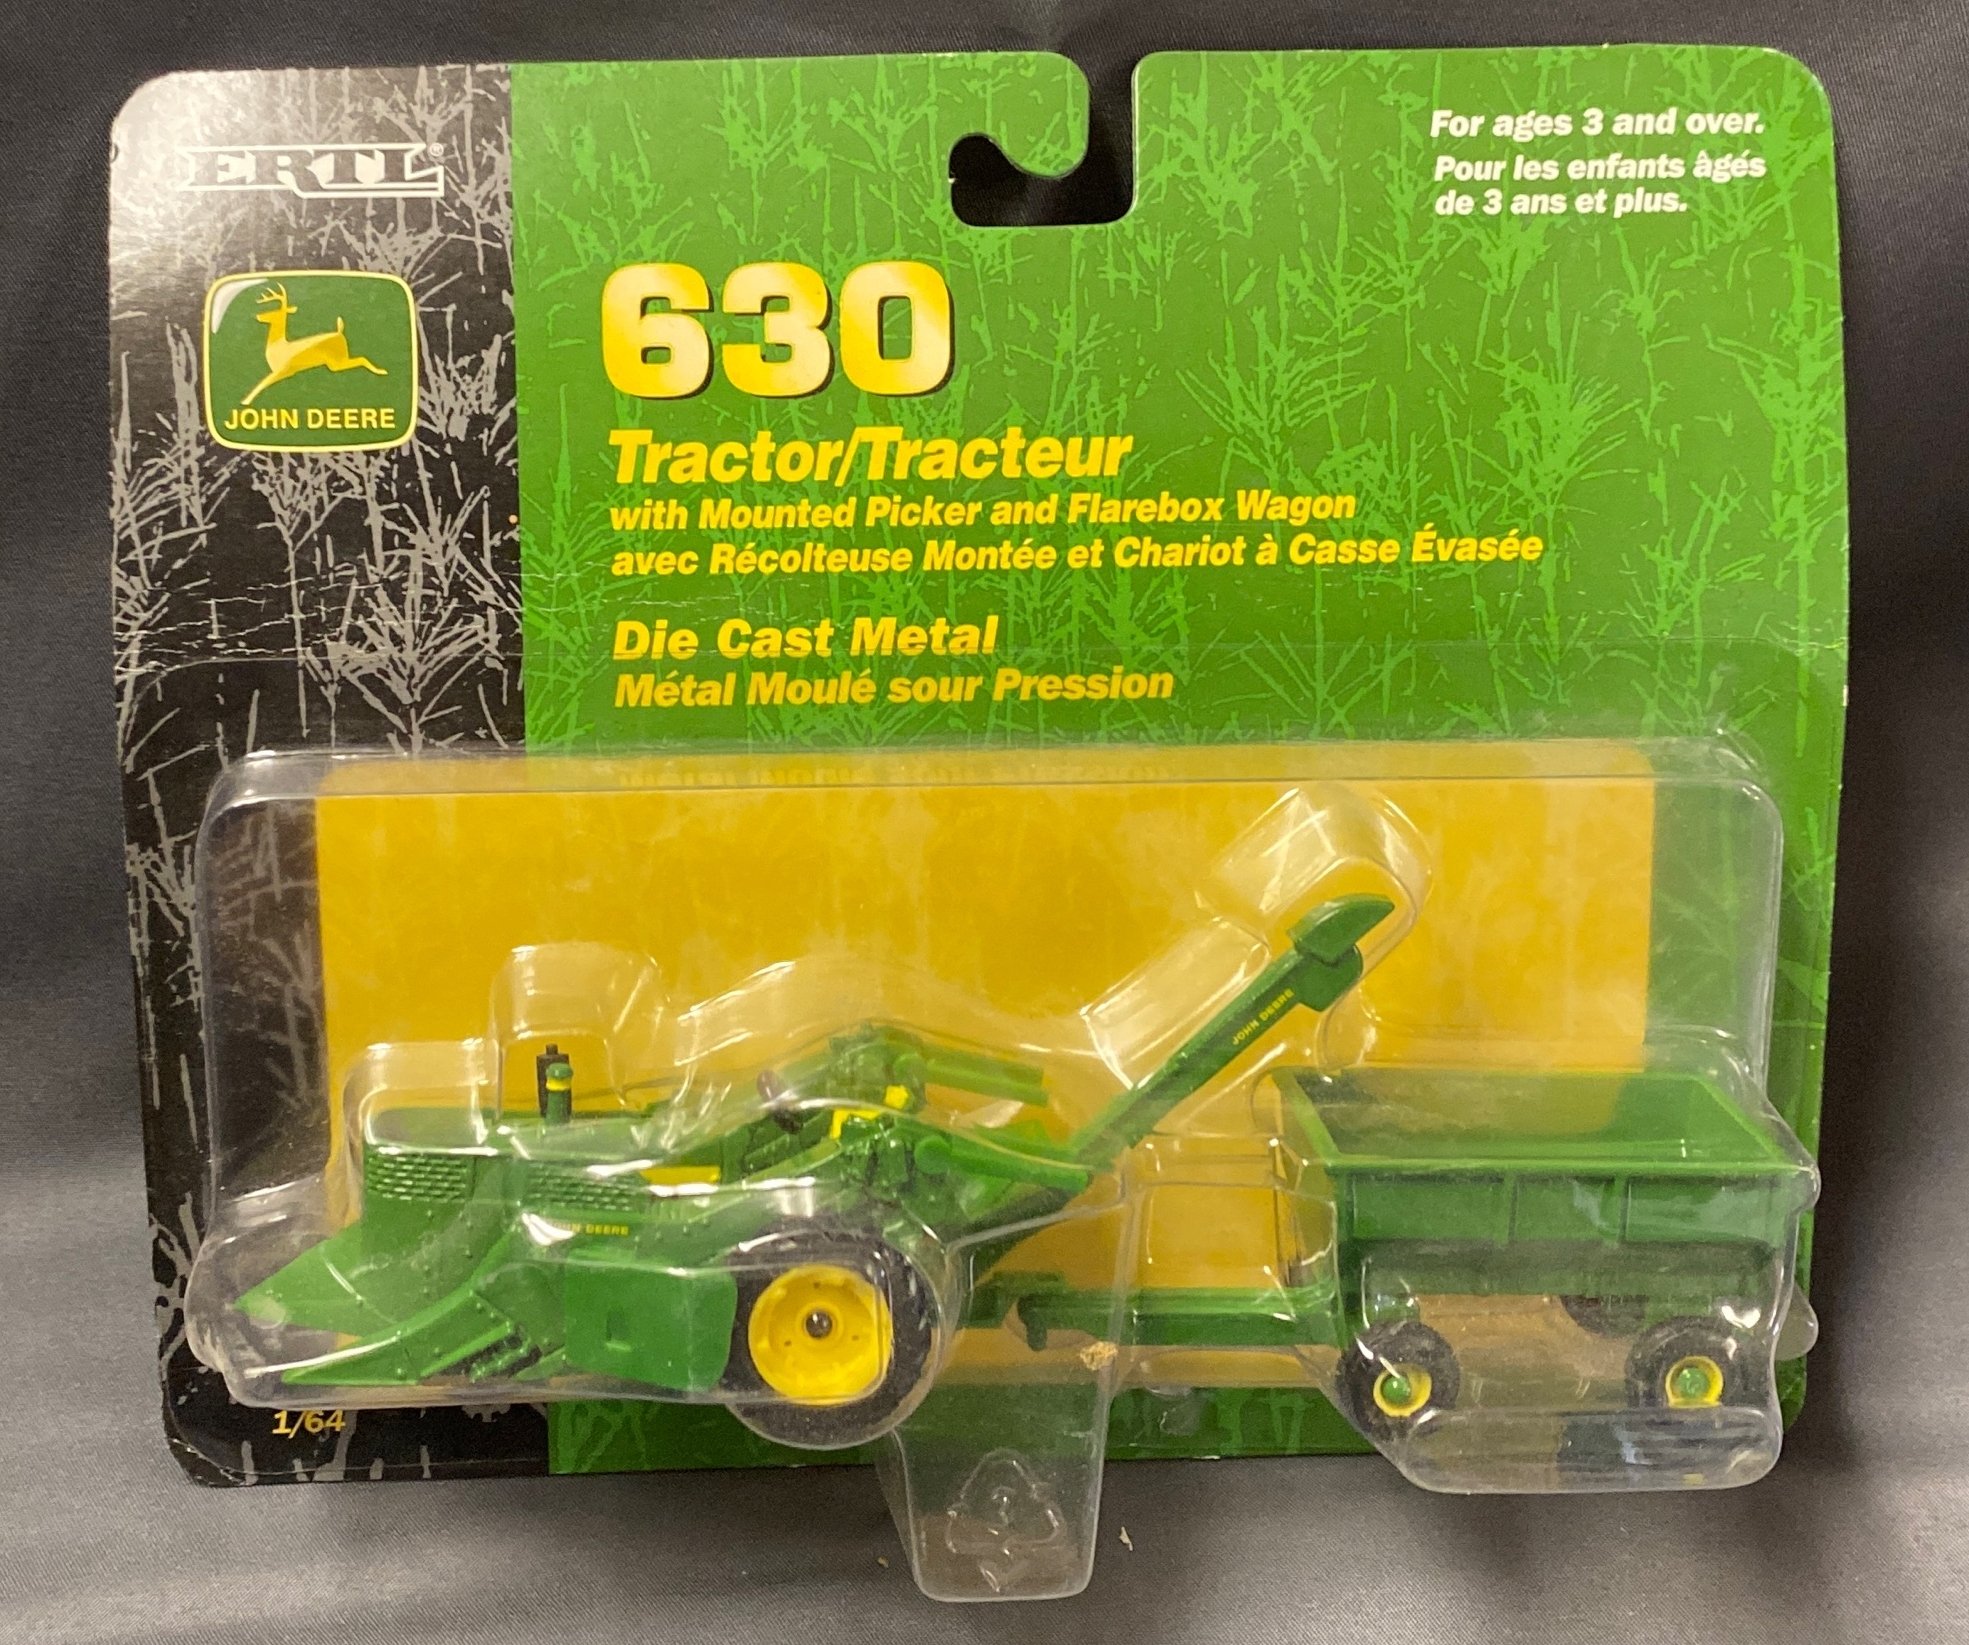 ERTL®
For ages 3 and over.
Pour les enfants âgés
de 3 ans et plus.
JOHN DEERE
630
Tractor/Tracteur
with Mounted Picker and Flarebox Wagon
avec Récolteuse Montée et Chariot à Casse Évasée
Die Cast Metal
Métal Moulé sour Pression
JOHN DEERE
JOHN DEERE
1/64